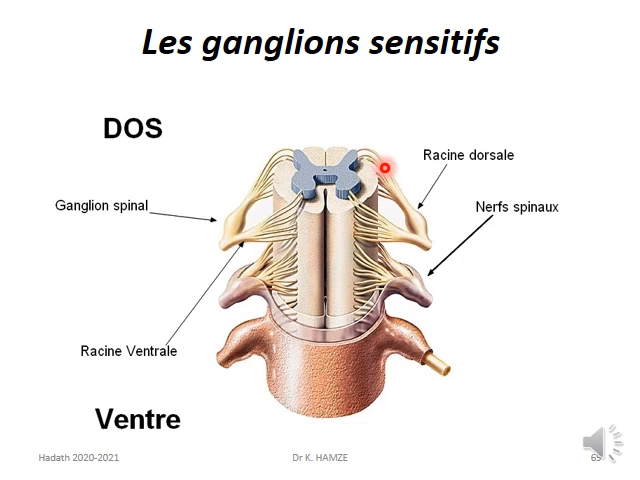 Les ganglions sensitifs
DOS
Racine dorsale
Ganglion spinal
Nerfs spinaux
Racine Ventrale
Ventre
Hadath 2020-2021
Dr K. HAMZE